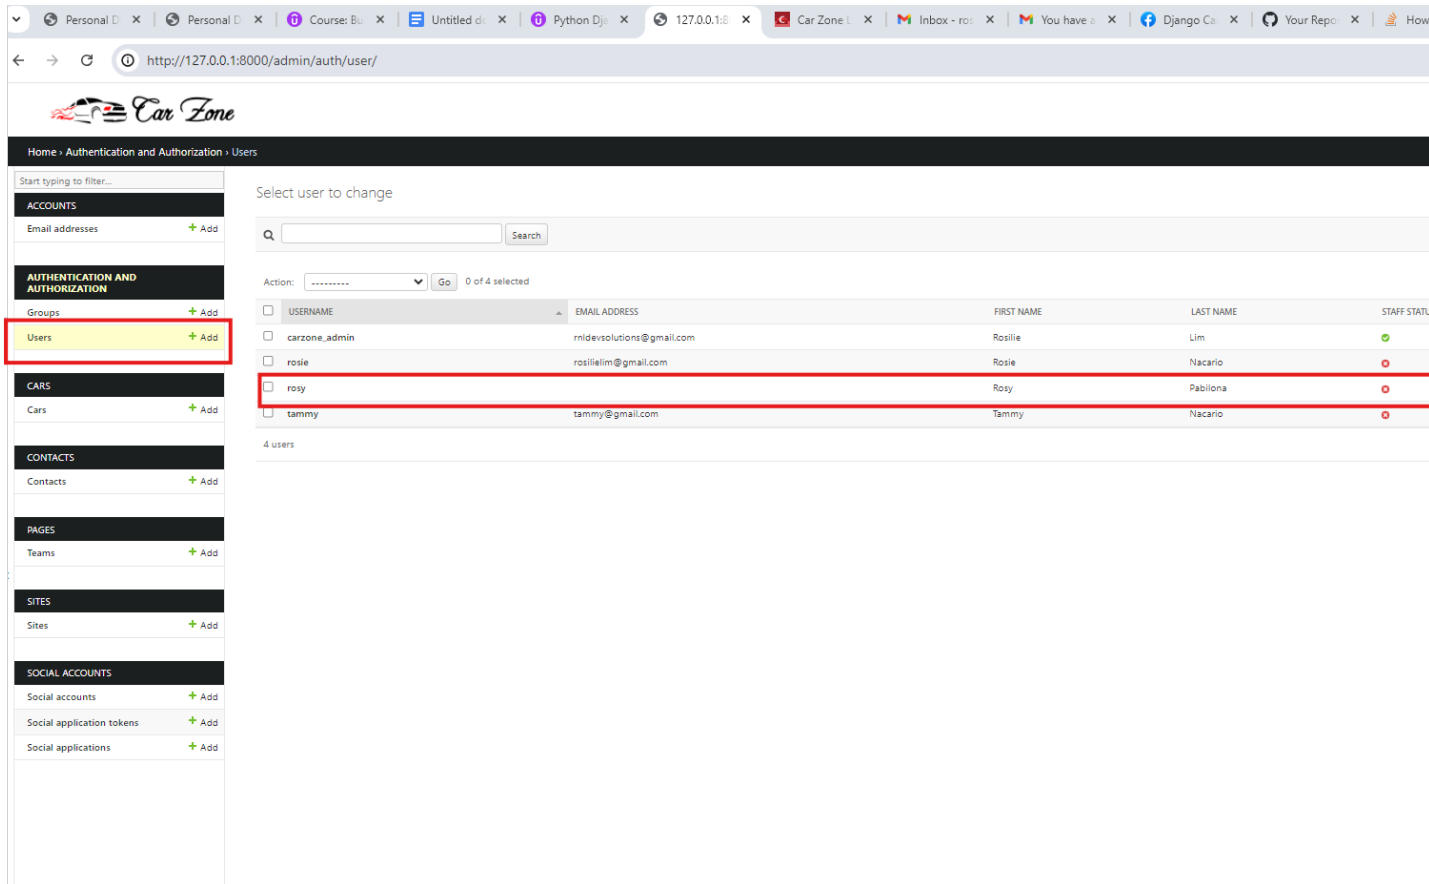 Personal D
Personal D
Course: Bu
Untitled do
Python Dje
127.0.0.1:8
Car Zone L
Inbox - ros
You have a
Django Ca
Your Repo
How
http://127.0.0.1:8000/admin/auth/user/
Car Zone
Home › Authentication and Authorization › Users
Start typing to filter...
ACCOUNTS
Email addresses + Add
AUTHENTICATION AND
AUTHORIZATION
Groups + Add
Users + Add
CARS
Cars + Add
CONTACTS
Contacts + Add
PAGES
Teams + Add
SITES
Sites + Add
SOCIAL ACCOUNTS
Social accounts + Add
Social application tokens + Add
Social applications + Add
Select user to change
Search
Action: --------- Go 0 of 4 selected
USERNAME EMAIL ADDRESS FIRST NAME LAST NAME STAFF STATU
carzone_admin rnldevsolutions@gmail.com Rosilie Lim
rosie rosilielim@gmail.com Rosie Nacario
rosy Rosy Pabilona
tammy tammy@gmail.com Tammy Nacario
4 users